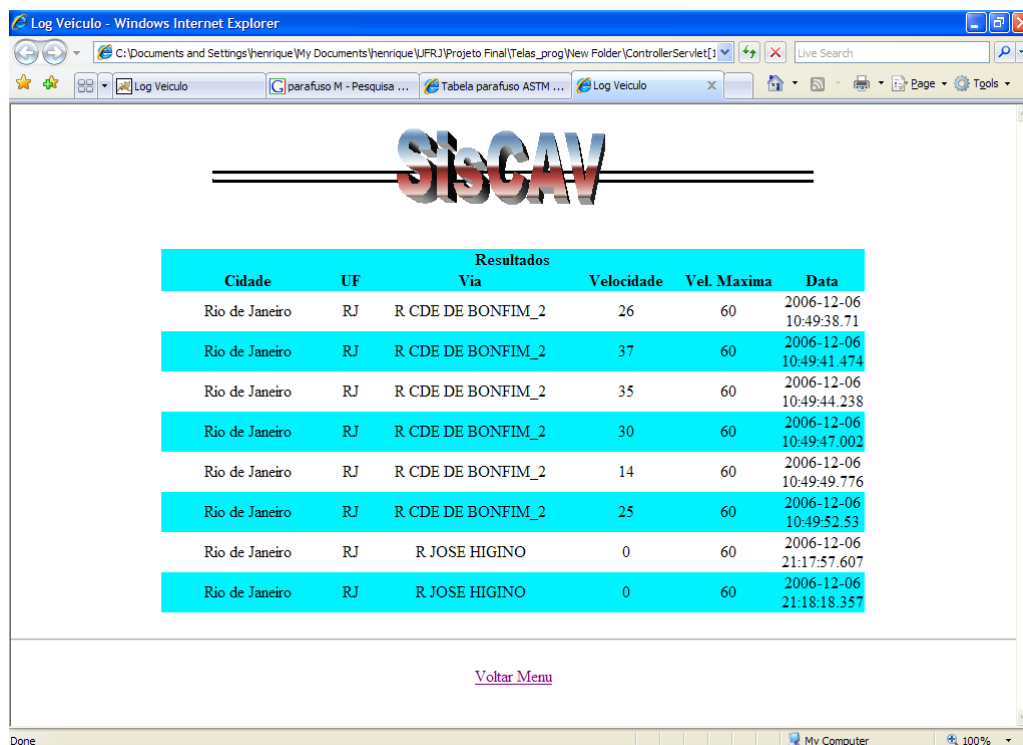 Log Veiculo - Windows Internet Explorer
C:\Documents and Settings\henrique\My Documents\henrique\UFRJ\Projeto Final\Telas_prog\New Folder\ControllerServlet[1
Live Search
Log Veiculo
parafuso M - Pesquisa ...
Tabela parafuso ASTM ...
Log Veiculo
Page
Tools
SisCAV
Resultados
Cidade UF Via Velocidade Vel. Maxima Data
Rio de Janeiro RJ R CDE DE BONFIM_2 26 60 2006-12-06
10:49:38.71
Rio de Janeiro RJ R CDE DE BONFIM_2 37 60 2006-12-06
10:49:41.474
Rio de Janeiro RJ R CDE DE BONFIM_2 35 60 2006-12-06
10:49:44.238
Rio de Janeiro RJ R CDE DE BONFIM_2 30 60 2006-12-06
10:49:47.002
Rio de Janeiro RJ R CDE DE BONFIM_2 14 60 2006-12-06
10:49:49.776
Rio de Janeiro RJ R CDE DE BONFIM_2 25 60 2006-12-06
10:49:52.53
Rio de Janeiro RJ R JOSE HIGINO 0 60 2006-12-06
21:17:57.607
Rio de Janeiro RJ R JOSE HIGINO 0 60 2006-12-06
21:18:18.357
Voltar Menu
Done
My Computer
100%